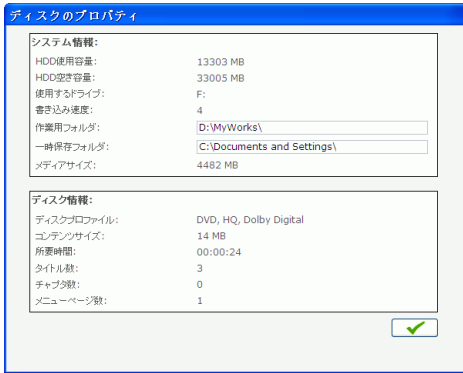 ディスクのプロパティ
システム情報:
HDD使用容量: 13303 MB
HDD空き容量: 33005 MB
使用するドライブ: F:
書き込み速度: 4
作業用フォルダ: D:\MyWorks\
一時保存フォルダ: C:\Documents and Settings\
メディアサイズ: 4482 MB
ディスク情報:
ディスクプロファイル: DVD, HQ, Dolby Digital
コンテンツサイズ: 14 MB
所要時間: 00:00:24
タイトル数: 3
チャプタ数: 0
メニューページ数: 1